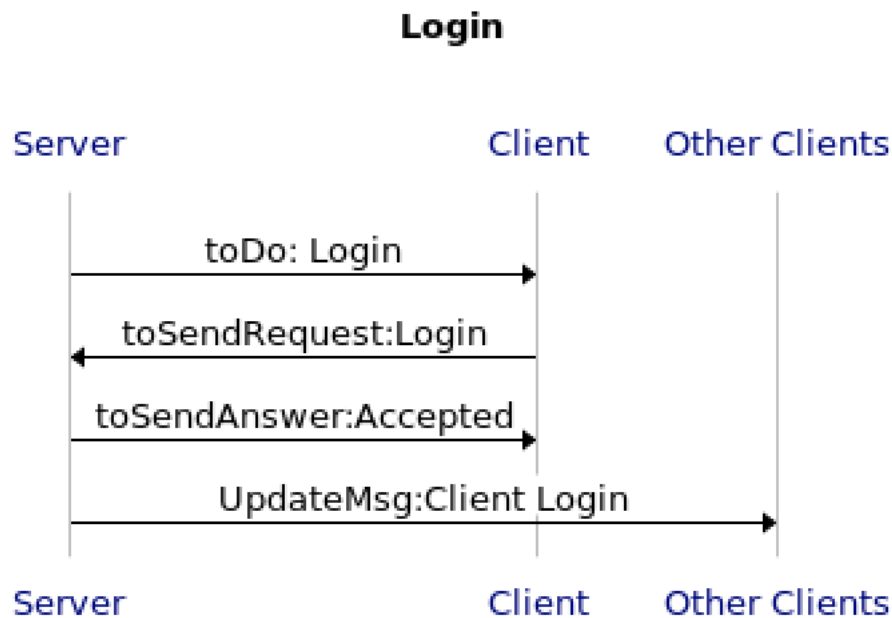 Login
Server Client Other Clients
toDo: Login
toSendRequest:Login
toSendAnswer:Accepted
UpdateMsg:Client Login
Server Client Other Clients